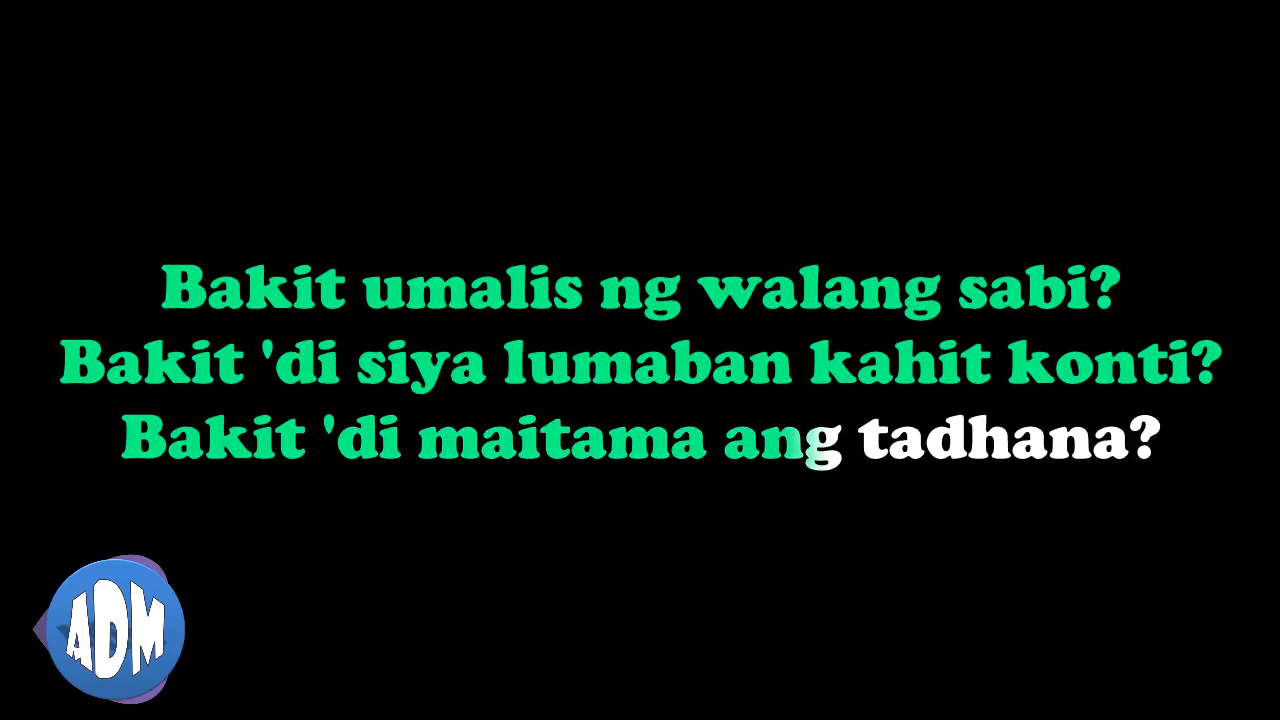 Bakit umalis ng walang sabi?
Bakit 'di siya lumaban kahit konti?
Bakit 'di maitama ang tadhana?
ADM